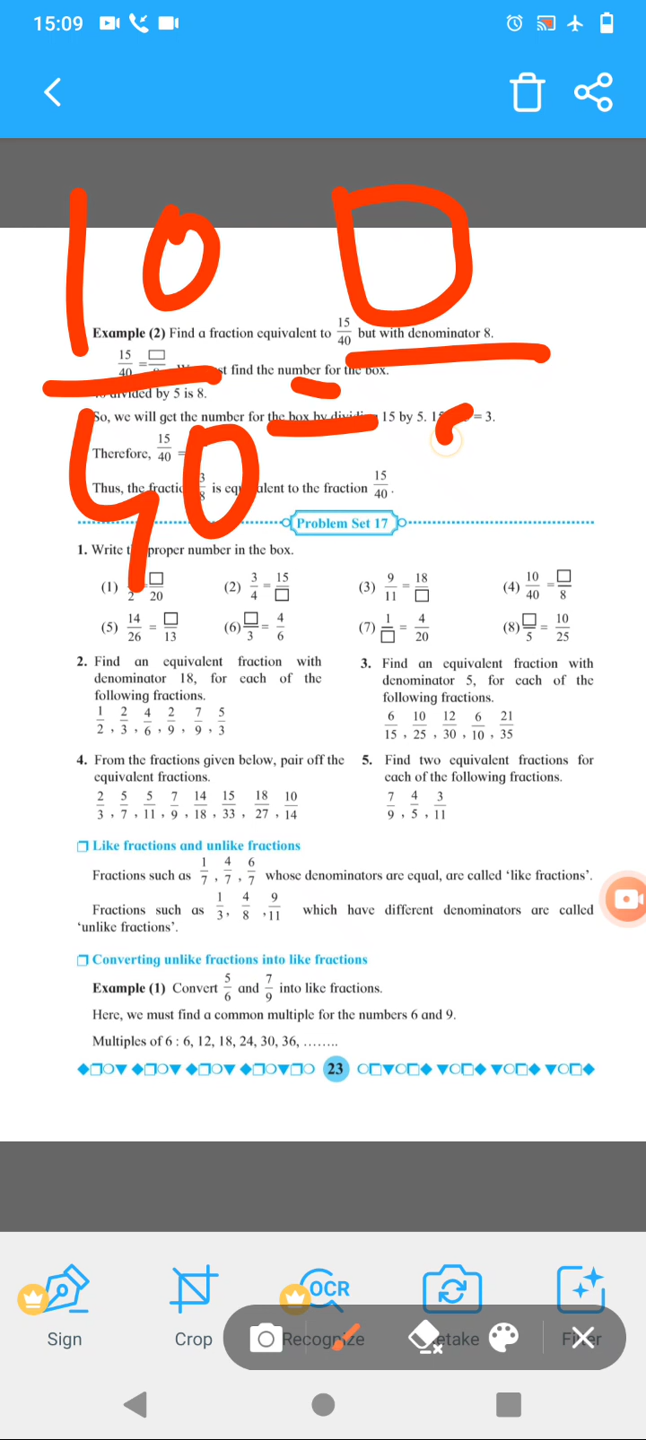 15:09
10 □
40 =
Example (2) Find a fraction equivalent to 15/40 but with denominator 8.
15/40 = □/
find the number for the box.
divided by 5 is 8.
So, we will get the number for the box by 15 by 5. = 3.
Therefore, 15/40 =
Thus, the 3/8 is equivalent to the fraction 15/40 .
Problem Set 17
1. Write proper number in the box.
(1) /2 = □/20 (2) 3/4 = 15/□ (3) 9/11 = 18/□ (4) 10/40 = □/8
(5) 14/26 = □/13 (6) □/3 = 4/6 (7) 1/□ = 4/20 (8) □/5 = 10/25
2. Find an equivalent fraction with
denominator 18, for each of the
following fractions.
1/2 , 2/3 , 4/6 , 2/9 , 7/9 , 5/3
3. Find an equivalent fraction with
denominator 5, for each of the
following fractions.
6/15 , 10/25 , 12/30 , 6/10 , 21/35
4. From the fractions given below, pair off the
equivalent fractions.
2/3 , 5/7 , 5/11 , 7/9 , 14/18 , 15/33 , 18/27 , 10/14
5. Find two equivalent fractions for
each of the following fractions.
7/9 , 4/5 , 3/11
❒ Like fractions and unlike fractions
Fractions such as 1/7 , 4/7 , 6/7 whose denominators are equal, are called ‘like fractions’.
Fractions such as 1/3 , 4/8 , 9/11 which have different denominators are called
‘unlike fractions’.
❒ Converting unlike fractions into like fractions
Example (1) Convert 5/6 and 7/9 into like fractions.
Here, we must find a common multiple for the numbers 6 and 9.
Multiples of 6 : 6, 12, 18, 24, 30, 36, ........
23
OCR
Sign Crop Recognize etake